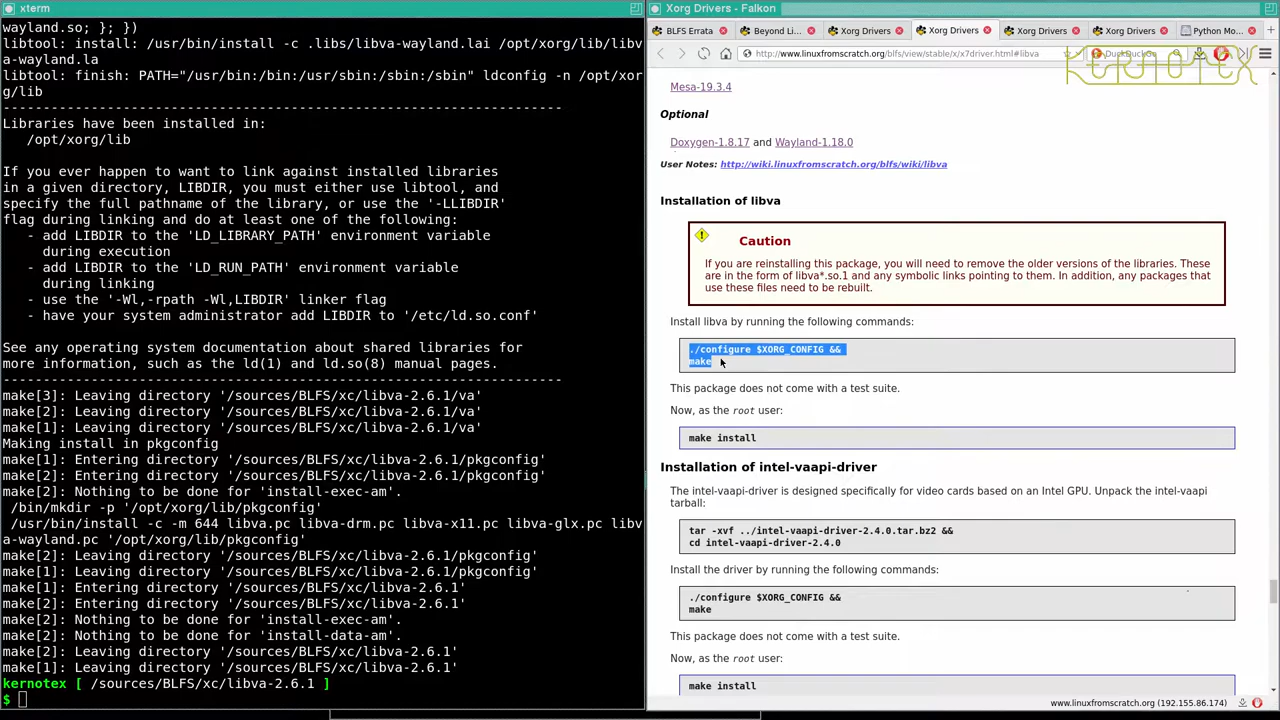 xterm
wayland.so; }; })
libtool: install: /usr/bin/install -c .libs/libva-wayland.lai /opt/xorg/lib/libv
a-wayland.la
libtool: finish: PATH="/usr/bin:/bin:/usr/sbin:/sbin:/sbin" ldconfig -n /opt/xor
g/lib
----------------------------------------------------------------------
Libraries have been installed in:
   /opt/xorg/lib
If you ever happen to want to link against installed libraries
in a given directory, LIBDIR, you must either use libtool, and
specify the full pathname of the library, or use the '-LLIBDIR'
flag during linking and do at least one of the following:
   - add LIBDIR to the 'LD_LIBRARY_PATH' environment variable
     during execution
   - add LIBDIR to the 'LD_RUN_PATH' environment variable
     during linking
   - use the '-Wl,-rpath -Wl,LIBDIR' linker flag
   - have your system administrator add LIBDIR to '/etc/ld.so.conf'
See any operating system documentation about shared libraries for
more information, such as the ld(1) and ld.so(8) manual pages.
----------------------------------------------------------------------
make[3]: Leaving directory '/sources/BLFS/xc/libva-2.6.1/va'
make[2]: Leaving directory '/sources/BLFS/xc/libva-2.6.1/va'
make[1]: Leaving directory '/sources/BLFS/xc/libva-2.6.1/va'
Making install in pkgconfig
make[1]: Entering directory '/sources/BLFS/xc/libva-2.6.1/pkgconfig'
make[2]: Entering directory '/sources/BLFS/xc/libva-2.6.1/pkgconfig'
make[2]: Nothing to be done for 'install-exec-am'.
 /bin/mkdir -p '/opt/xorg/lib/pkgconfig'
 /usr/bin/install -c -m 644 libva.pc libva-drm.pc libva-x11.pc libva-glx.pc libv
a-wayland.pc '/opt/xorg/lib/pkgconfig'
make[2]: Leaving directory '/sources/BLFS/xc/libva-2.6.1/pkgconfig'
make[1]: Leaving directory '/sources/BLFS/xc/libva-2.6.1/pkgconfig'
make[1]: Entering directory '/sources/BLFS/xc/libva-2.6.1'
make[2]: Entering directory '/sources/BLFS/xc/libva-2.6.1'
make[2]: Nothing to be done for 'install-exec-am'.
make[2]: Nothing to be done for 'install-data-am'.
make[2]: Leaving directory '/sources/BLFS/xc/libva-2.6.1'
make[1]: Leaving directory '/sources/BLFS/xc/libva-2.6.1'
kernotex [ /sources/BLFS/xc/libva-2.6.1 ]
$
Xorg Drivers - Falkon
BLFS Errata
Beyond Li...
Xorg Drivers
Xorg Drivers
Xorg Drivers
Xorg Drivers
Python Mo...
http://www.linuxfromscratch.org/blfs/view/stable/x/x7driver.html#libva
DuckDuckGo
KERNOTEX
Mesa-19.3.4
Optional
Doxygen-1.8.17 and Wayland-1.18.0
User Notes: http://wiki.linuxfromscratch.org/blfs/wiki/libva
Installation of libva
Caution
If you are reinstalling this package, you will need to remove the older versions of the libraries. These
are in the form of libva*.so.1 and any symbolic links pointing to them. In addition, any packages that
use these files need to be rebuilt.
Install libva by running the following commands:
./configure $XORG_CONFIG &&
make
This package does not come with a test suite.
Now, as the root user:
make install
Installation of intel-vaapi-driver
The intel-vaapi-driver is designed specifically for video cards based on an Intel GPU. Unpack the intel-vaapi
tarball:
tar -xvf ../intel-vaapi-driver-2.4.0.tar.bz2 &&
cd intel-vaapi-driver-2.4.0
Install the driver by running the following commands:
./configure $XORG_CONFIG &&
make
This package does not come with a test suite.
Now, as the root user:
make install
www.linuxfromscratch.org (192.155.86.174)